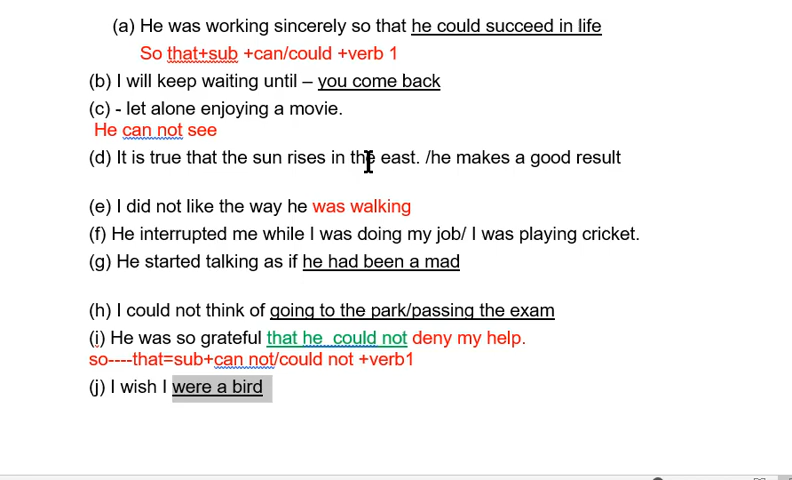 (a) He was working sincerely so that he could succeed in life
So that+sub +can/could +verb 1
(b) I will keep waiting until – you come back
(c) - let alone enjoying a movie.
He can not see
(d) It is true that the sun rises in the east. /he makes a good result
(e) I did not like the way he was walking
(f) He interrupted me while I was doing my job/ I was playing cricket.
(g) He started talking as if he had been a mad
(h) I could not think of going to the park/passing the exam
(i) He was so grateful that he could not deny my help.
so----that=sub+can not/could not +verb1
(j) I wish I were a bird